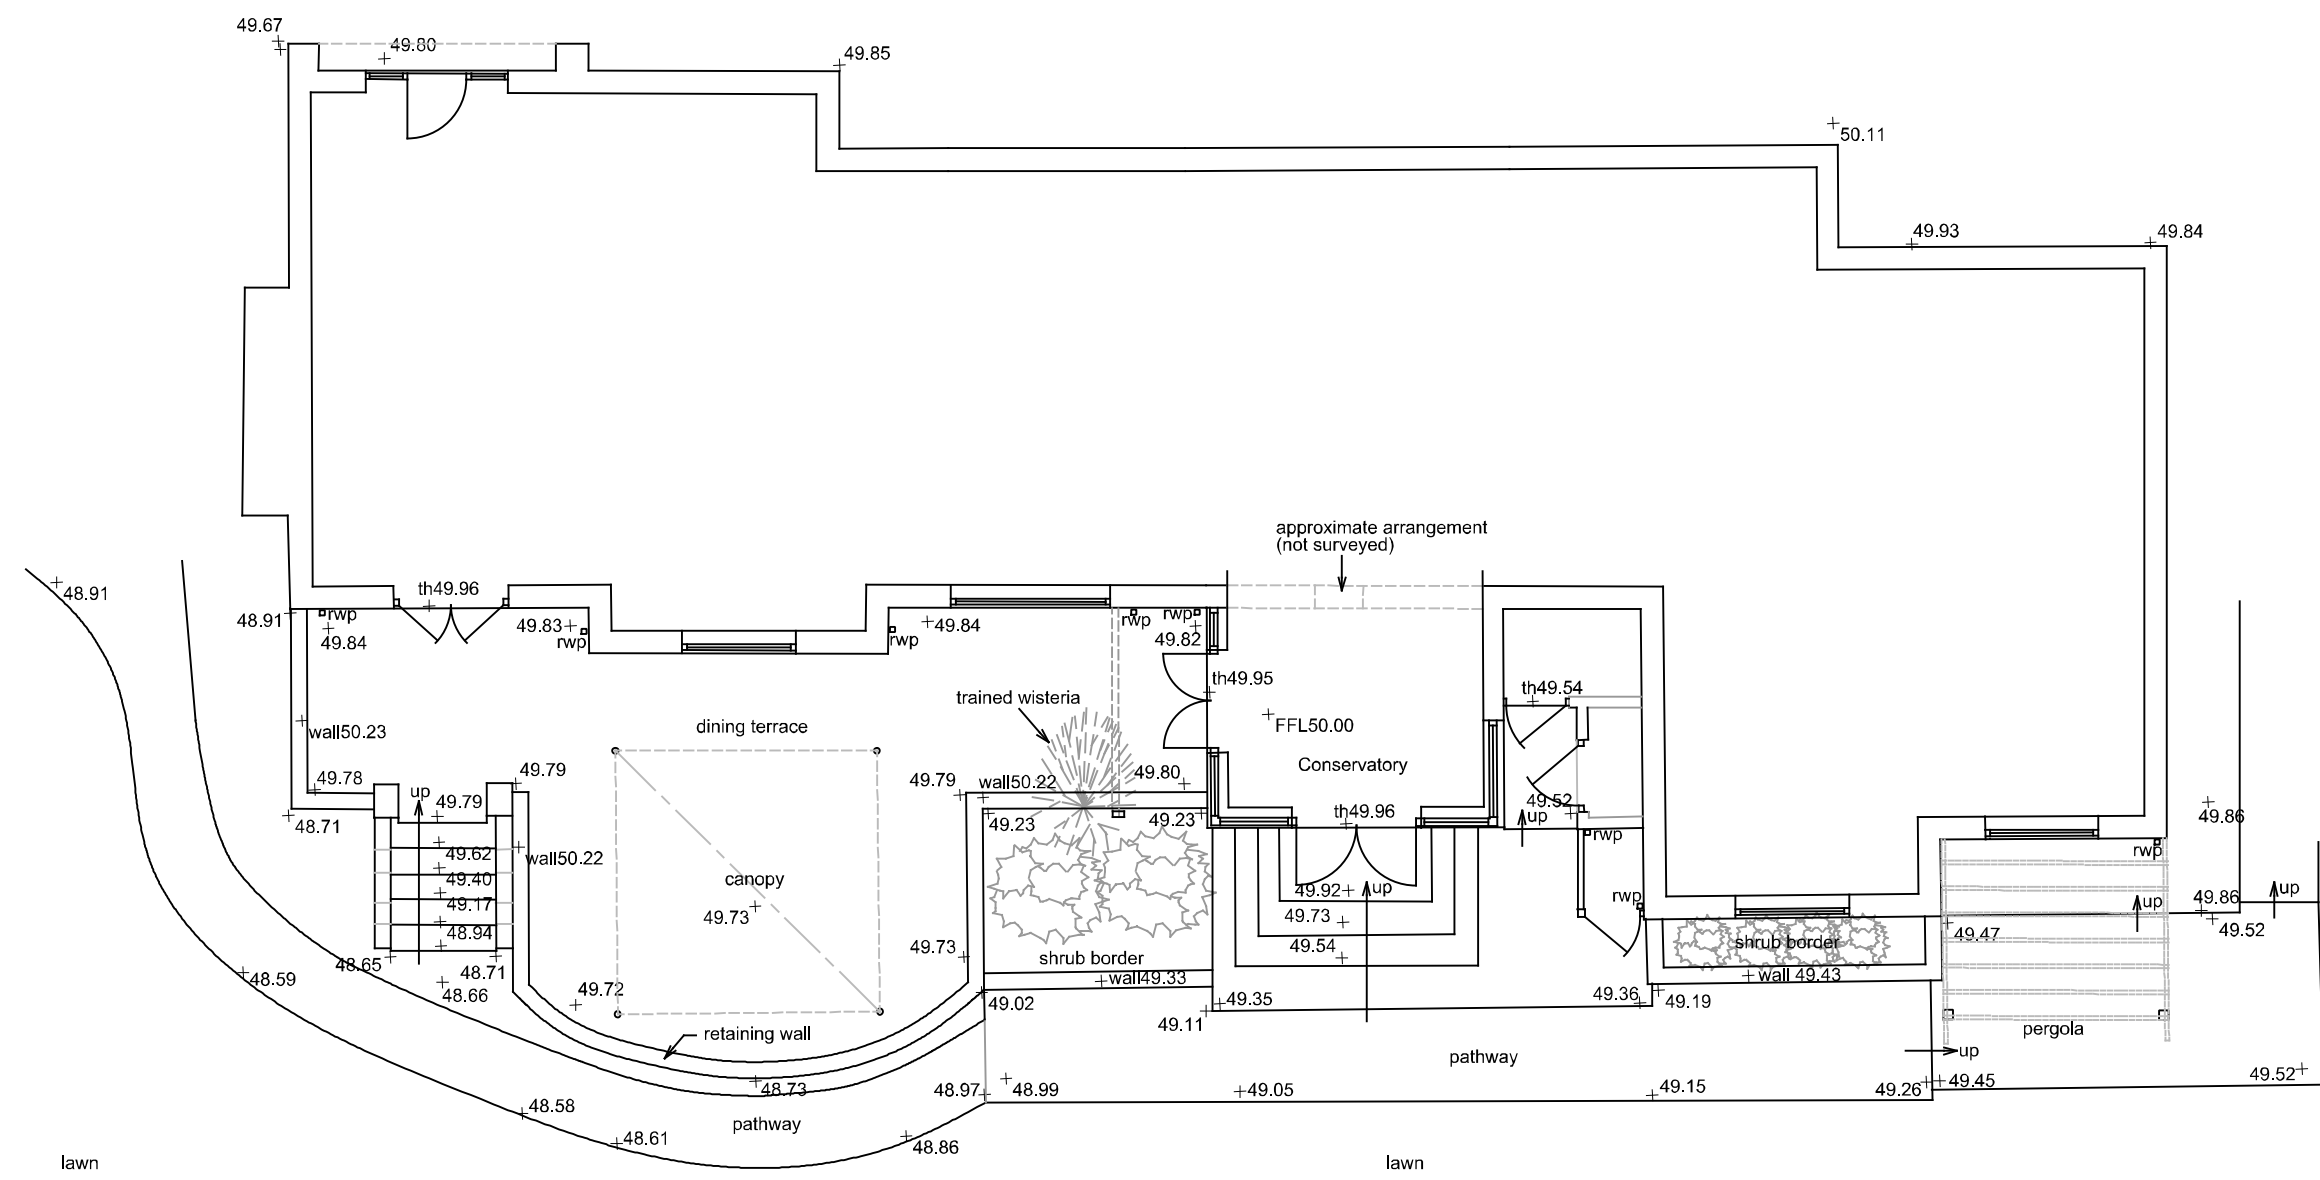 49.67
49.80
49.85
50.11
49.93
49.84
approximate arrangement
(not surveyed)
48.91
th49.96
48.91
rwp
49.84
49.83
rwp
rwp
49.84
rwp
rwp
49.82
th49.95
th49.54
trained wisteria
wall50.23
dining terrace
FFL50.00
Conservatory
49.78
up
49.79
49.79
49.79
wall50.22
49.80
48.71
49.23
49.23
th49.96
49.52
up
rwp
49.86
rwp
49.62
wall50.22
49.40
canopy
49.17
49.73
48.94
49.92
up
rwp
49.73
49.54
up
49.86
up
49.52
49.47
shrub border
48.65
48.71
49.73
shrub border
wall49.33
wall 49.43
48.59
48.66
49.72
49.02
49.35
49.11
49.36
49.19
retaining wall
pergola
pathway
up
48.73
48.97
48.99
49.05
49.15
49.26
49.45
49.52
48.58
pathway
48.61
48.86
lawn
lawn